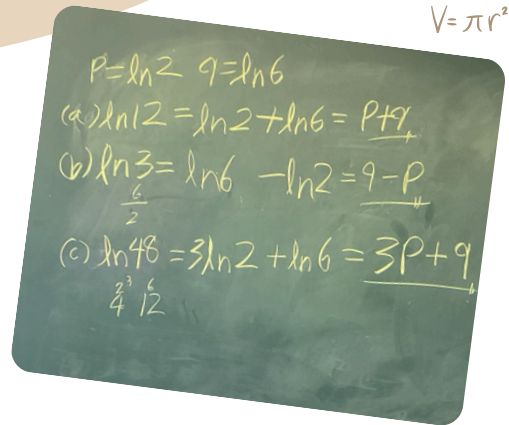 V = πr²
P=ln2 q=ln6
(a) ln12 = ln2 + ln6 = P+q
(b) ln3 = ln6 - ln2 = q-P
6/2
(c) ln48 = 3ln2 + ln6 = 3P+q
2³ 6
4 12